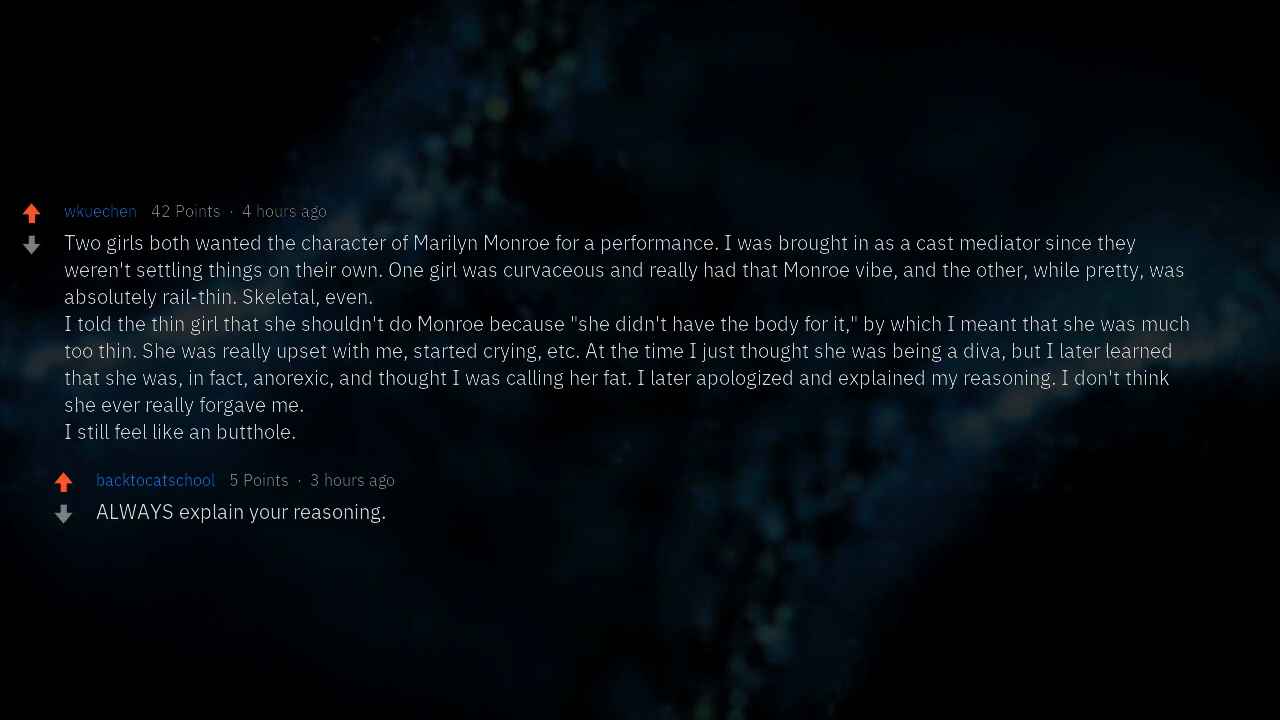 wkuechen 42 Points · 4 hours ago
Two girls both wanted the character of Marilyn Monroe for a performance. I was brought in as a cast mediator since they
weren't settling things on their own. One girl was curvaceous and really had that Monroe vibe, and the other, while pretty, was
absolutely rail-thin. Skeletal, even.
I told the thin girl that she shouldn't do Monroe because "she didn't have the body for it," by which I meant that she was much
too thin. She was really upset with me, started crying, etc. At the time I just thought she was being a diva, but I later learned
that she was, in fact, anorexic, and thought I was calling her fat. I later apologized and explained my reasoning. I don't think
she ever really forgave me.
I still feel like an butthole.
backtocatschool 5 Points · 3 hours ago
ALWAYS explain your reasoning.